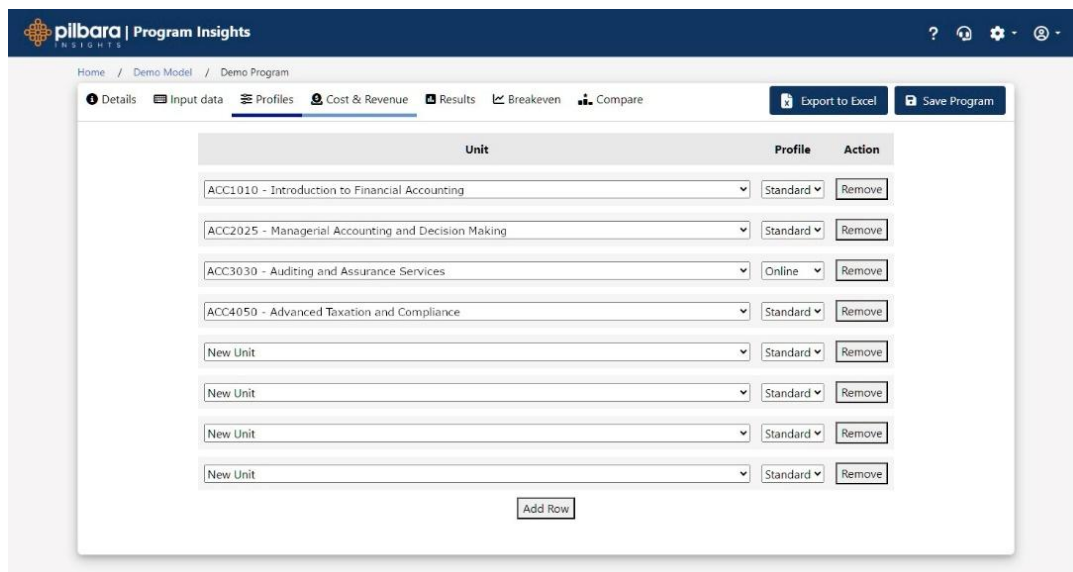 pilbara | Program Insights
INSIGHTS
?
Home / Demo Model / Demo Program
Details Input data Profiles Cost & Revenue Results Breakeven Compare Export to Excel Save Program
Unit Profile Action
ACC1010 - Introduction to Financial Accounting Standard Remove
ACC2025 - Managerial Accounting and Decision Making Standard Remove
ACC3030 - Auditing and Assurance Services Online Remove
ACC4050 - Advanced Taxation and Compliance Standard Remove
New Unit Standard Remove
New Unit Standard Remove
New Unit Standard Remove
New Unit Standard Remove
Add Row